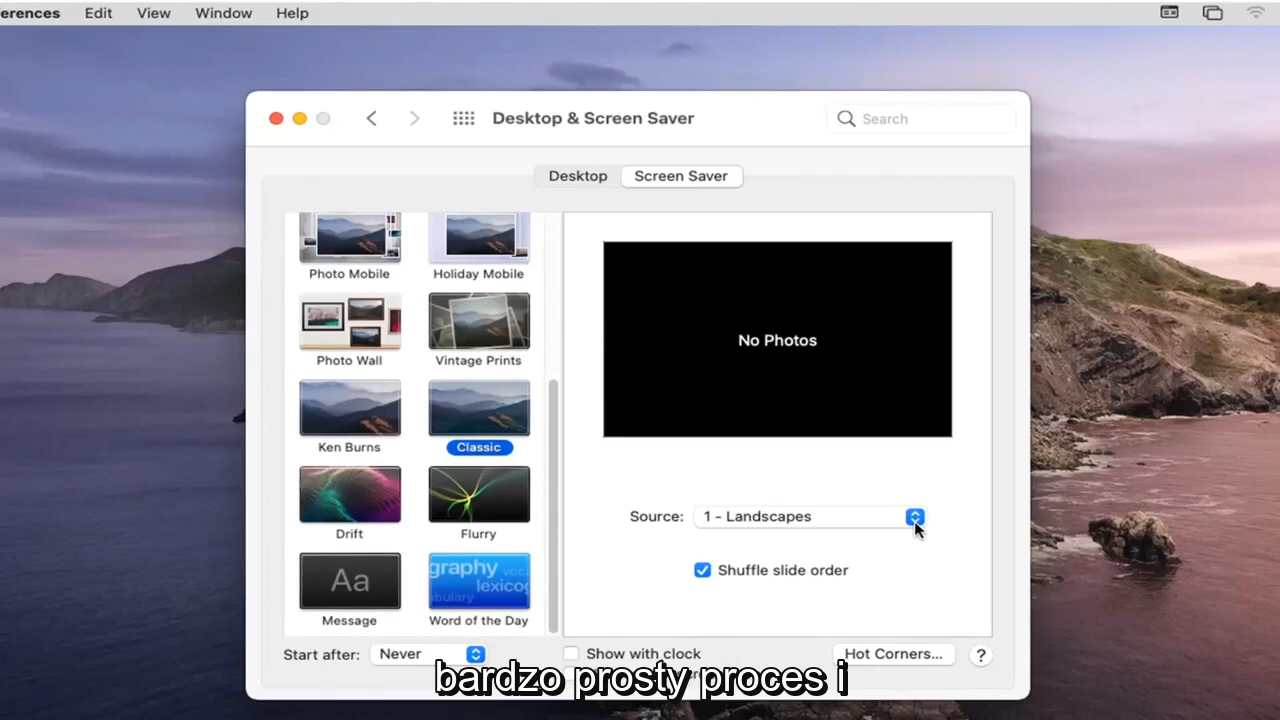 erences Edit View Window Help
Desktop & Screen Saver
Search
Desktop Screen Saver
Photo Mobile Holiday Mobile
Photo Wall Vintage Prints
Ken Burns Classic
Drift Flurry
Aa
graphy
lexico
bulary
Message Word of the Day
No Photos
Source: 1 - Landscapes
Shuffle slide order
Start after: Never
Show with clock
Hot Corners... ?
bardzo prosty proces i